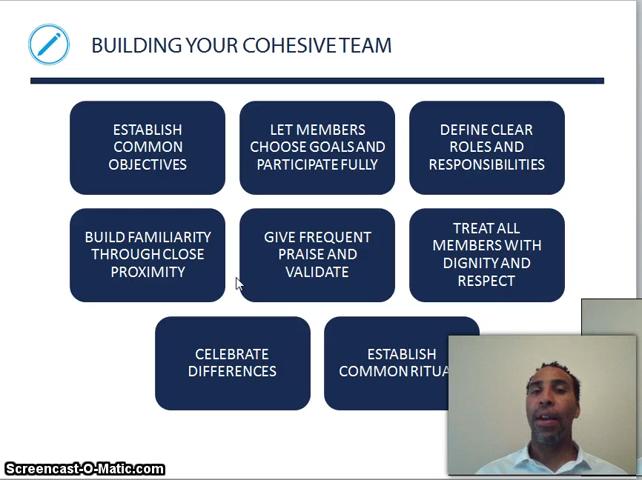 BUILDING YOUR COHESIVE TEAM
ESTABLISH
COMMON
OBJECTIVES
LET MEMBERS
CHOOSE GOALS AND
PARTICIPATE FULLY
DEFINE CLEAR
ROLES AND
RESPONSIBILITIES
BUILD FAMILIARITY
THROUGH CLOSE
PROXIMITY
GIVE FREQUENT
PRAISE AND
VALIDATE
TREAT ALL
MEMBERS WITH
DIGNITY AND
RESPECT
CELEBRATE
DIFFERENCES
ESTABLISH
COMMON
Screencast-O-Matic.com